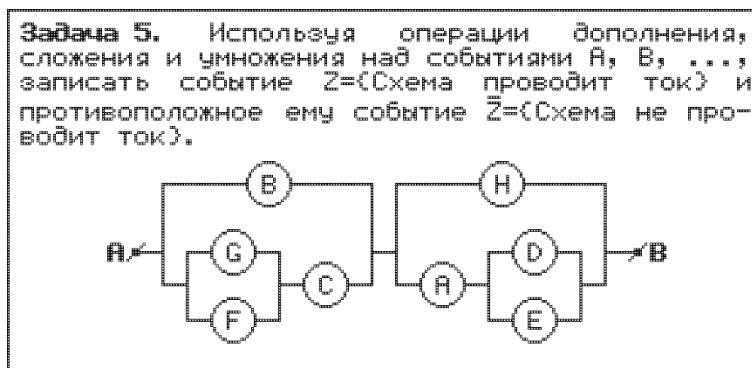 Задача 5. Используя операции дополнения,
сложения и умножения над событиями A, B, ...,
записать событие Z={Схема проводит ток} и
противоположное ему событие Z̅={Схема не про-
водит ток}.
B H
A G D B
C A
F E